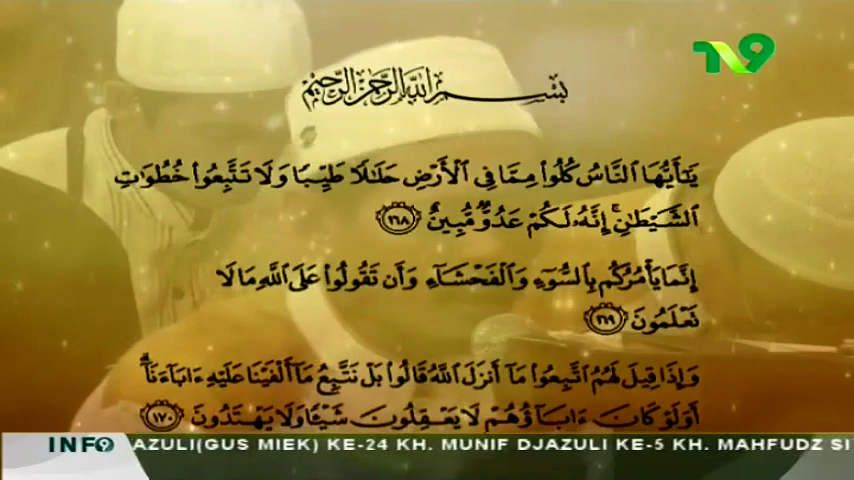 TV9
بِسْمِ اللَّهِ الرَّحْمَٰنِ الرَّحِيمِ
يَـٰٓأَيُّهَا ٱلنَّاسُ كُلُوا۟ مِمَّا فِى ٱلْأَرْضِ حَلَـٰلًا طَيِّبًا وَلَا تَتَّبِعُوا۟ خُطُوَٰتِ
ٱلشَّيْطَـٰنِ ۚ إِنَّهُۥ لَكُمْ عَدُوٌّ مُّبِينٌ ١٦٨
إِنَّمَا يَأْمُرُكُم بِٱلسُّوٓءِ وَٱلْفَحْشَآءِ وَأَن تَقُولُوا۟ عَلَى ٱللَّهِ مَا لَا
تَعْلَمُونَ ١٦٩
وَإِذَا قِيلَ لَهُمُ ٱتَّبِعُوا۟ مَآ أَنزَلَ ٱللَّهُ قَالُوا۟ بَلْ نَتَّبِعُ مَآ أَلْفَيْنَا عَلَيْهِ ءَابَآءَنَآ ۗ
أَوَلَوْ كَانَ ءَابَآؤُهُمْ لَا يَعْقِلُونَ شَيْـًٔا وَلَا يَهْتَدُونَ ١٧٠
INFO9 AZULI(GUS MIEK) KE-24 KH. MUNIF DJAZULI KE-5 KH. MAHFUDZ SI